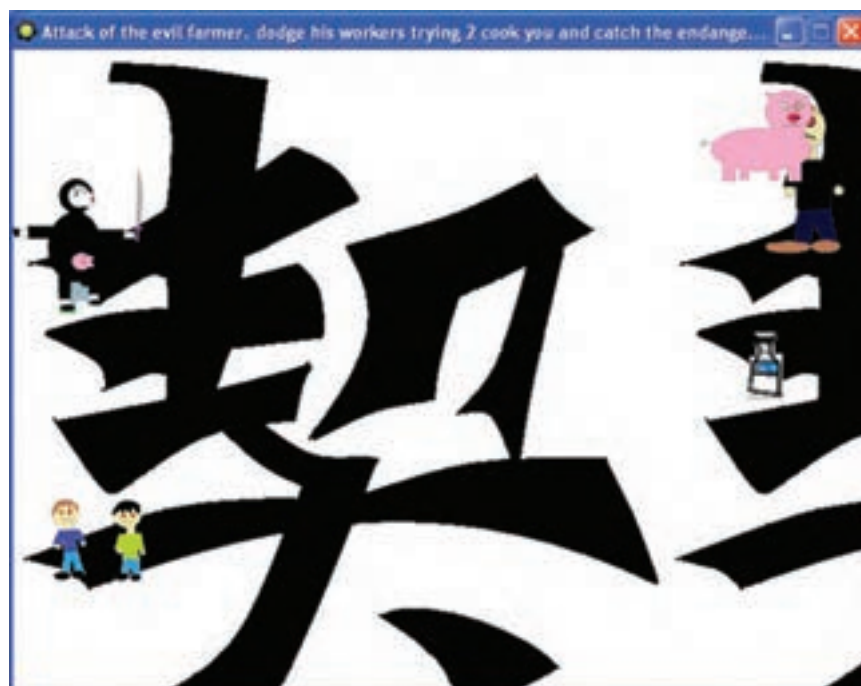 Attack of the evil farmer. dodge his workers trying 2 cook you and catch the endange...
契